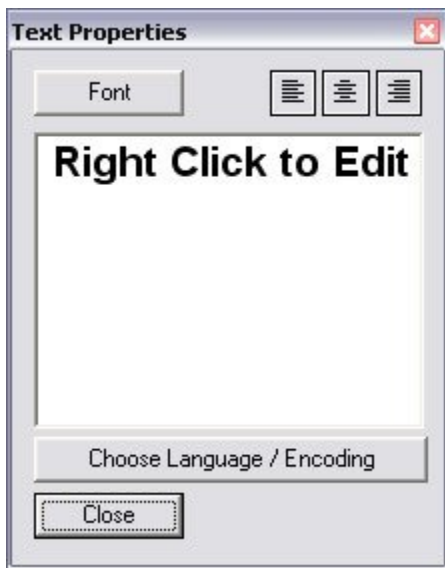 Text Properties
Font
Right Click to Edit
Choose Language / Encoding
Close